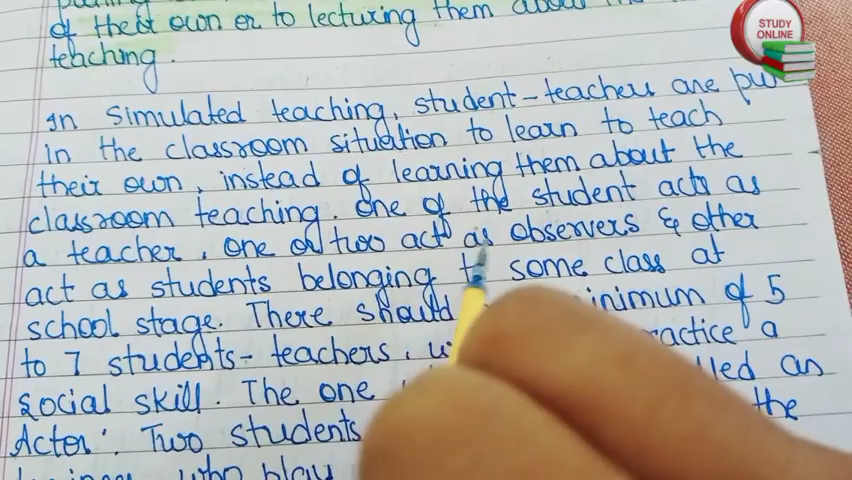 of their own or to lecturing them about the
teaching.
In simulated teaching, student-teachers are put
in the classroom situation to learn to teach
their own, instead of learning them about the
classroom teaching. One of the student acts as
a teacher, one or two act as observers & other
act as students belonging to some class at
school stage. There should minimum of 5
to 7 students-teachers,
social skill. The one
Actor'. Two students the
who play
STUDY
ONLINE